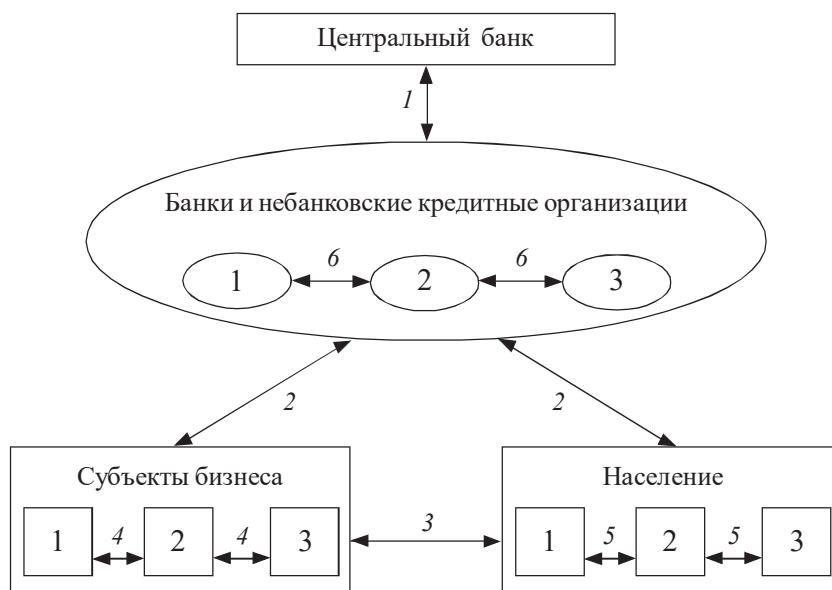 Центральный банк
1
Банки и небанковские кредитные организации
6 6
1 2 3
2 2
Субъекты бизнеса Население
4 4 3 5 5
1 2 3 1 2 3